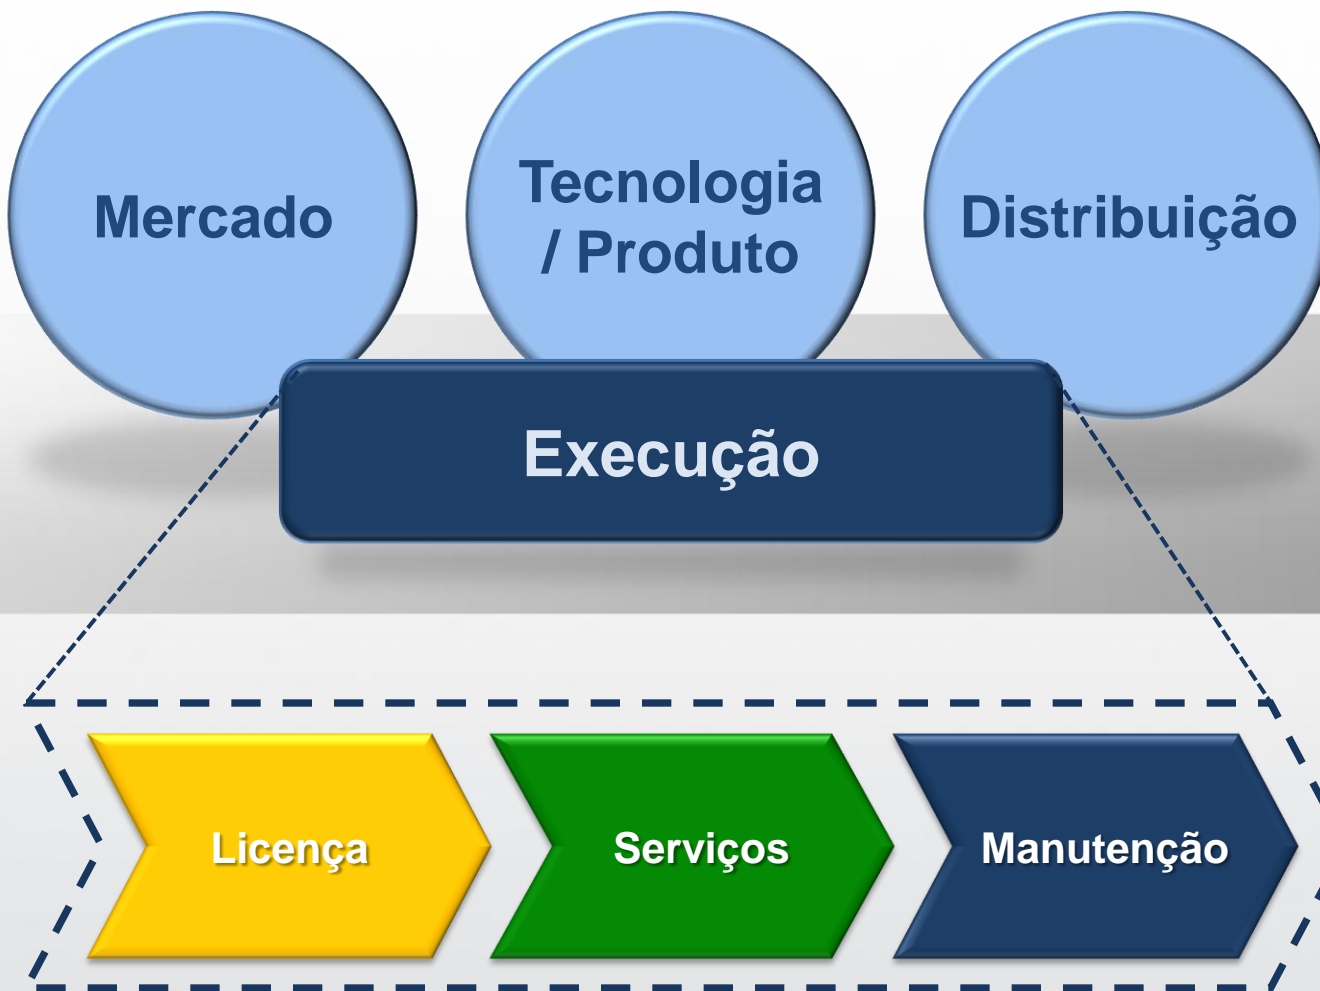 Mercado
Tecnologia
/ Produto
Distribuição
Execução
Licença
Serviços
Manutenção